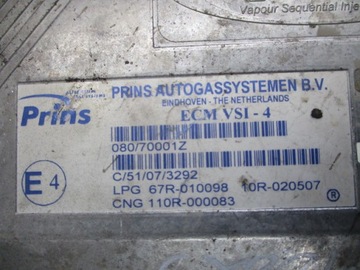 Vapour Sequential Inje
Prins
PRINS AUTOGASSYSTEMEN B.V.
EINDHOVEN - THE NETHERLANDS
ECM VSI - 4
080/70001Z
C/51/07/3292
E 4
LPG 67R-010098 10R-020507
CNG 110R-000083
®